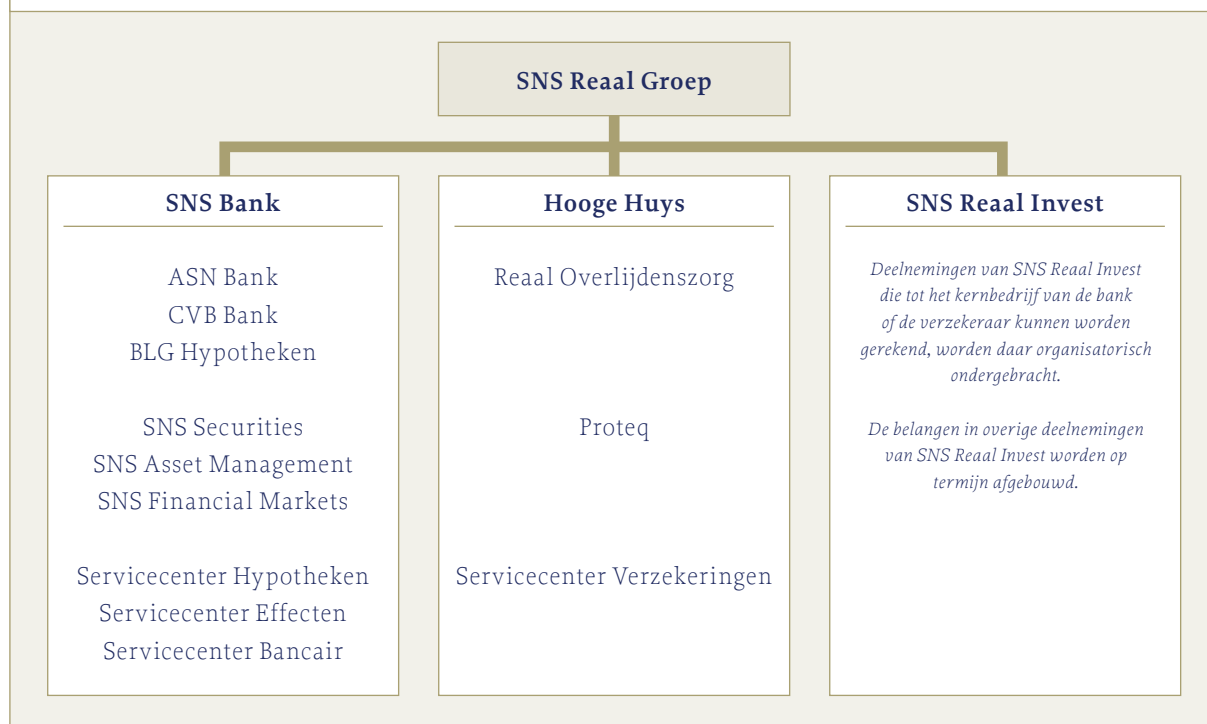 SNS Reaal Groep
SNS Bank
ASN Bank
CVB Bank
BLG Hypotheken
SNS Securities
SNS Asset Management
SNS Financial Markets
Servicecenter Hypotheken
Servicecenter Effecten
Servicecenter Bancair
Hooge Huys
Reaal Overlijdenszorg
Proteq
Servicecenter Verzekeringen
SNS Reaal Invest
Deelnemingen van SNS Reaal Invest
die tot het kernbedrijf van de bank
of de verzekeraar kunnen worden
gerekend, worden daar organisatorisch
ondergebracht.
De belangen in overige deelnemingen
van SNS Reaal Invest worden op
termijn afgebouwd.